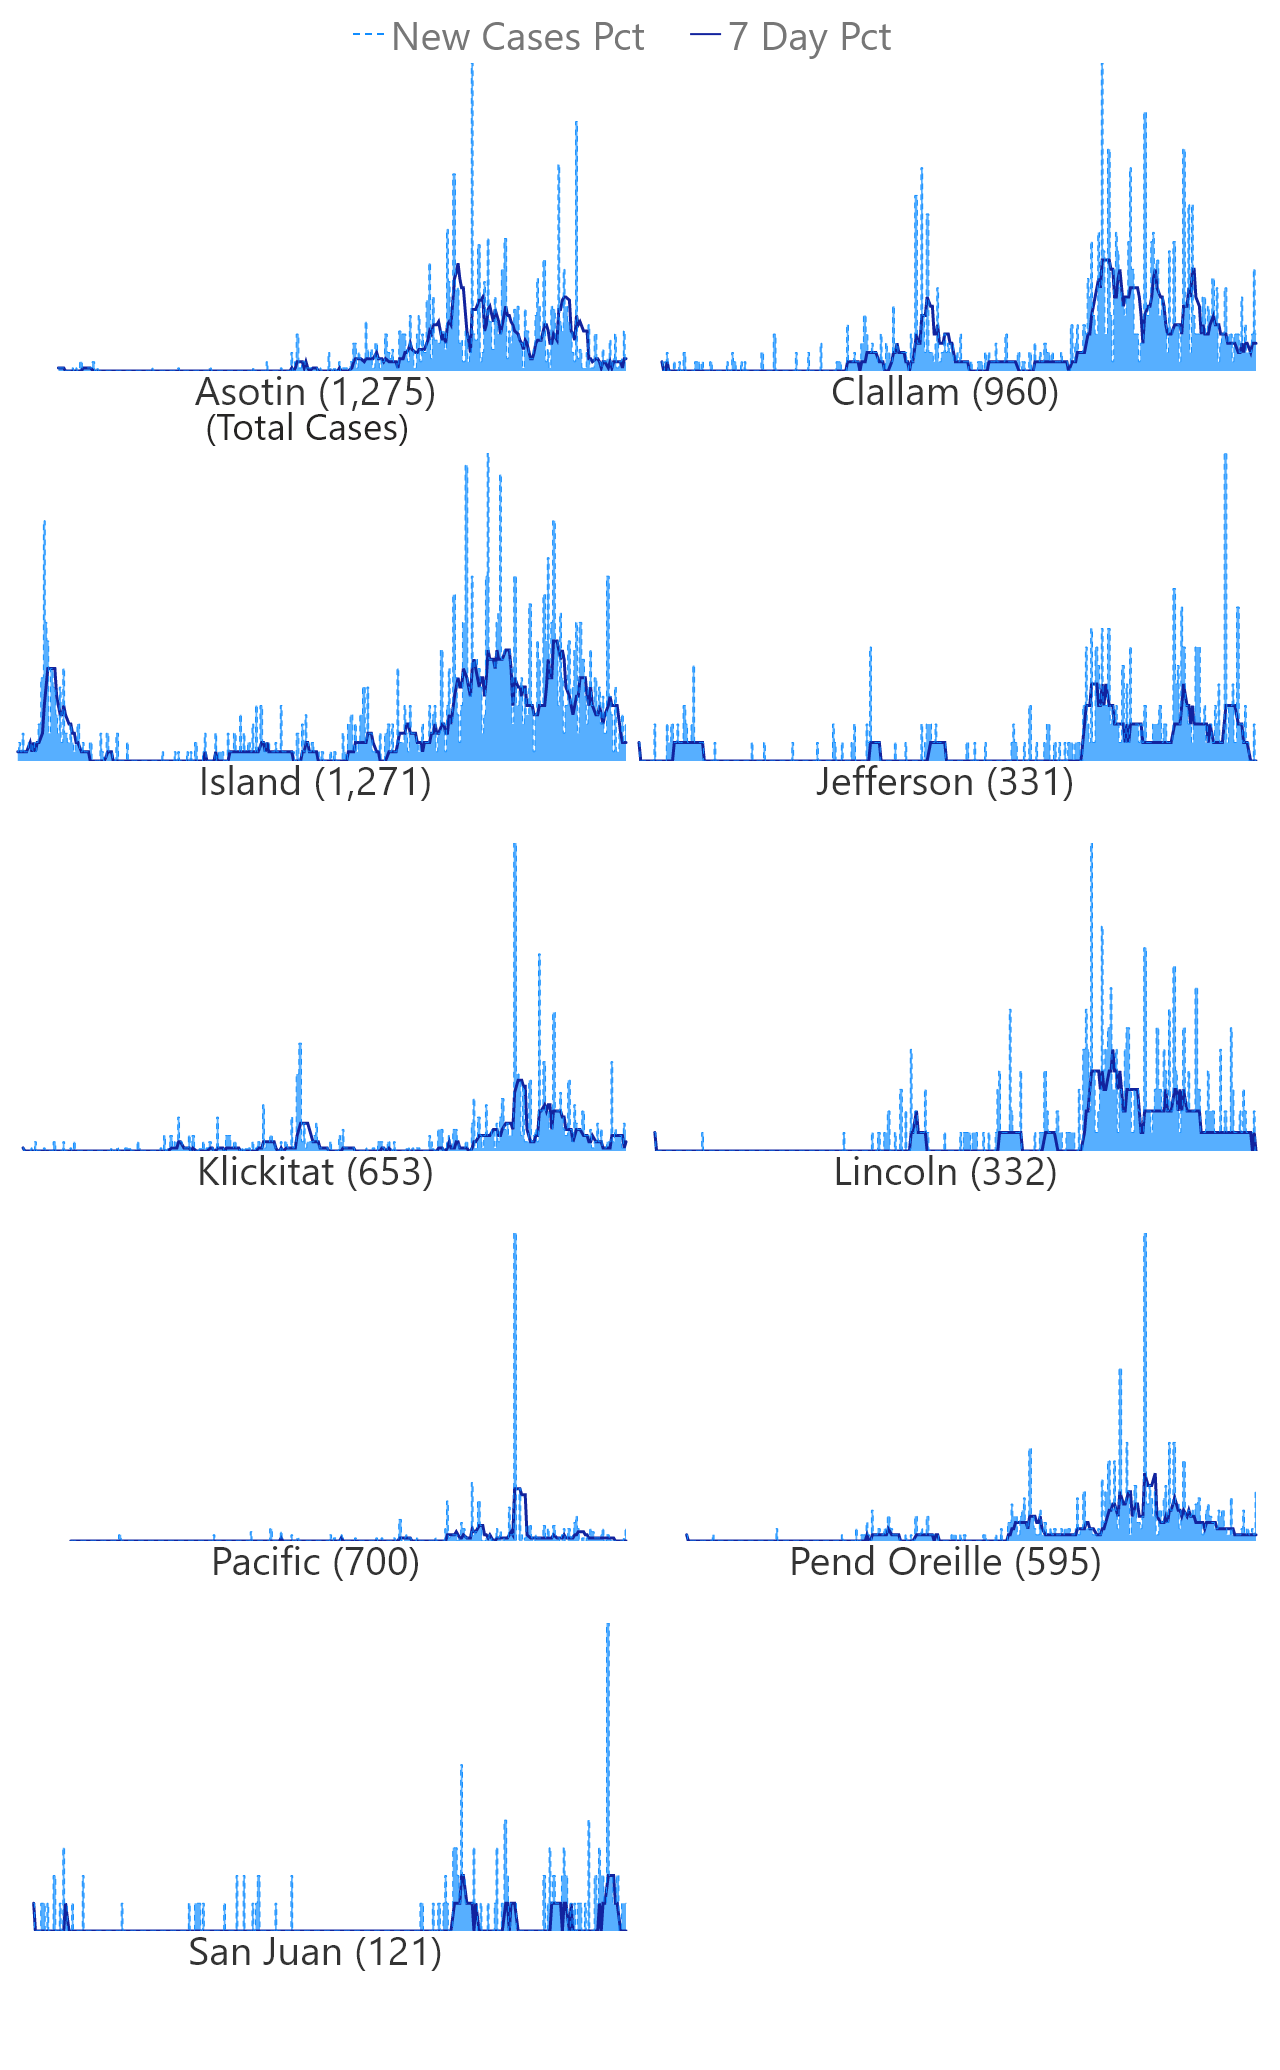 New Cases Pct 7 Day Pct
Asotin (1,275) Clallam (960)
(Total Cases)
Island (1,271) Jefferson (331)
Klickitat (653) Lincoln (332)
Pacific (700) Pend Oreille (595)
San Juan (121)